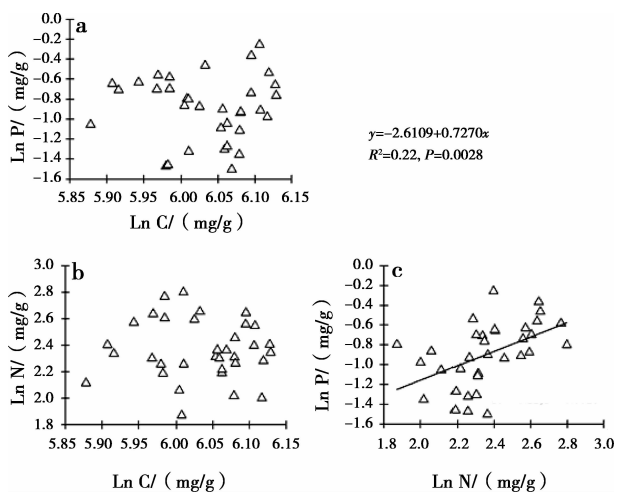 a
0.0
−0.2
−0.4
−0.6
−0.8
−1.0
−1.2
−1.4
−1.6
Ln P/（mg/g）
5.85 5.90 5.95 6.00 6.05 6.10 6.15
Ln C/（mg/g）
y=−2.6109+0.7270x
R²=0.22, P=0.0028
b
3.0
2.8
2.6
2.4
2.2
2.0
1.8
Ln N/（mg/g）
5.85 5.90 5.95 6.00 6.05 6.10 6.15
Ln C/（mg/g）
c
0.0
−0.2
−0.4
−0.6
−0.8
−1.0
−1.2
−1.4
−1.6
Ln P/（mg/g）
1.8 2.0 2.2 2.4 2.6 2.8 3.0
Ln N/（mg/g）